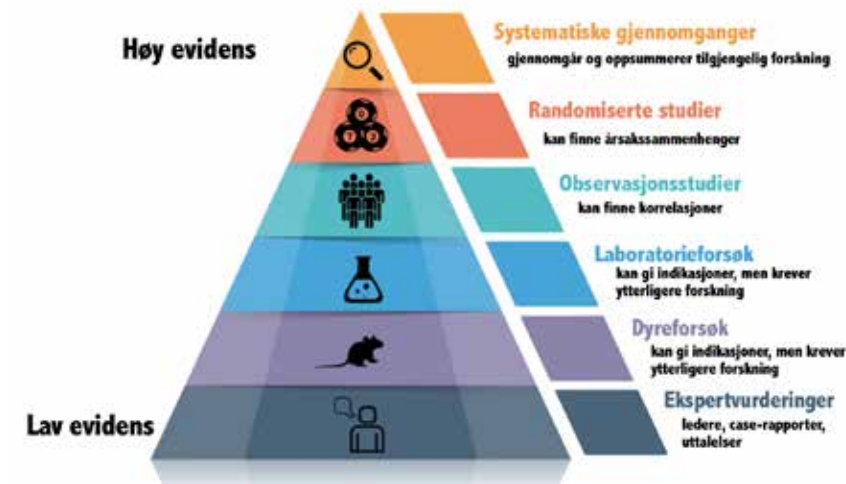 Høy evidens
Systematiske gjennomganger
gjennomgår og oppsummerer tilgjengelig forskning
Randomiserte studier
kan finne årsakssammenhenger
Observasjonsstudier
kan finne korrelasjoner
Laboratorieforsøk
kan gi indikasjoner, men krever
ytterligere forskning
Dyreforsøk
kan gi indikasjoner, men krever
ytterligere forskning
Lav evidens
Ekspertvurderinger
ledere, case-rapporter,
uttalelser